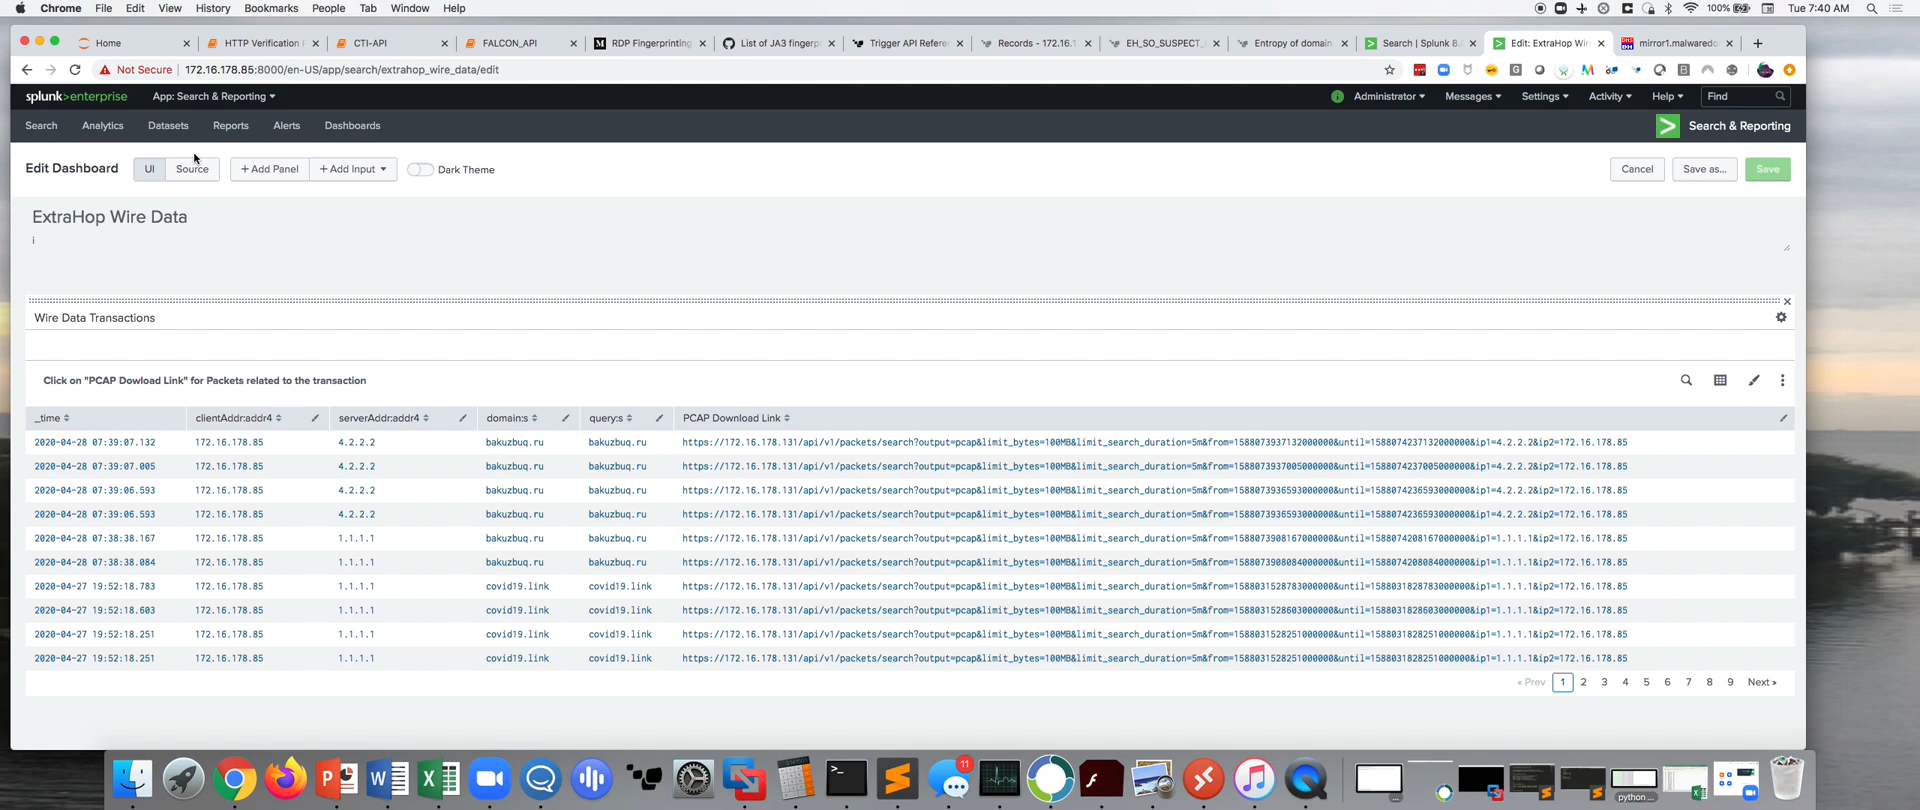 Chrome File Edit View History Bookmarks People Tab Window Help 100% Tue 7:40 AM
Home HTTP Verification CTI-API FALCON_API RDP Fingerprinting List of JA3 fingerp Trigger API Refere Records - 172.16.1 EH_SO_SUSPECT_ Entropy of domain Search | Splunk 8. Edit: ExtraHop Wir mirror1.malwaredo
Not Secure 172.16.178.85:8000/en-US/app/search/extrahop_wire_data/edit
splunk>enterprise App: Search & Reporting Administrator Messages Settings Activity Help Find
Search Analytics Datasets Reports Alerts Dashboards Search & Reporting
Edit Dashboard UI Source + Add Panel + Add Input Dark Theme Cancel Save as... Save
ExtraHop Wire Data
i
Wire Data Transactions
Click on "PCAP Dowload Link" for Packets related to the transaction
_time clientAddr:addr4 serverAddr:addr4 domain:s query:s PCAP Download Link
2020-04-28 07:39:07.132 172.16.178.85 4.2.2.2 bakuzbuq.ru bakuzbuq.ru https://172.16.178.131/api/v1/packets/search?output=pcap&limit_bytes=100MB&limit_search_duration=5m&from=1588073937132000000&until=1588074237132000000&ip1=4.2.2.2&ip2=172.16.178.85
2020-04-28 07:39:07.005 172.16.178.85 4.2.2.2 bakuzbuq.ru bakuzbuq.ru https://172.16.178.131/api/v1/packets/search?output=pcap&limit_bytes=100MB&limit_search_duration=5m&from=1588073937005000000&until=1588074237005000000&ip1=4.2.2.2&ip2=172.16.178.85
2020-04-28 07:39:06.593 172.16.178.85 4.2.2.2 bakuzbuq.ru bakuzbuq.ru https://172.16.178.131/api/v1/packets/search?output=pcap&limit_bytes=100MB&limit_search_duration=5m&from=1588073936593000000&until=1588074236593000000&ip1=4.2.2.2&ip2=172.16.178.85
2020-04-28 07:39:06.593 172.16.178.85 4.2.2.2 bakuzbuq.ru bakuzbuq.ru https://172.16.178.131/api/v1/packets/search?output=pcap&limit_bytes=100MB&limit_search_duration=5m&from=1588073936593000000&until=1588074236593000000&ip1=4.2.2.2&ip2=172.16.178.85
2020-04-28 07:38:38.167 172.16.178.85 1.1.1.1 bakuzbuq.ru bakuzbuq.ru https://172.16.178.131/api/v1/packets/search?output=pcap&limit_bytes=100MB&limit_search_duration=5m&from=1588073908167000000&until=1588074208167000000&ip1=1.1.1.1&ip2=172.16.178.85
2020-04-28 07:38:38.084 172.16.178.85 1.1.1.1 bakuzbuq.ru bakuzbuq.ru https://172.16.178.131/api/v1/packets/search?output=pcap&limit_bytes=100MB&limit_search_duration=5m&from=1588073908084000000&until=1588074208084000000&ip1=1.1.1.1&ip2=172.16.178.85
2020-04-27 19:52:18.783 172.16.178.85 1.1.1.1 covid19.link covid19.link https://172.16.178.131/api/v1/packets/search?output=pcap&limit_bytes=100MB&limit_search_duration=5m&from=1588031528783000000&until=1588031828783000000&ip1=1.1.1.1&ip2=172.16.178.85
2020-04-27 19:52:18.603 172.16.178.85 1.1.1.1 covid19.link covid19.link https://172.16.178.131/api/v1/packets/search?output=pcap&limit_bytes=100MB&limit_search_duration=5m&from=1588031528603000000&until=1588031828603000000&ip1=1.1.1.1&ip2=172.16.178.85
2020-04-27 19:52:18.251 172.16.178.85 1.1.1.1 covid19.link covid19.link https://172.16.178.131/api/v1/packets/search?output=pcap&limit_bytes=100MB&limit_search_duration=5m&from=1588031528251000000&until=1588031828251000000&ip1=1.1.1.1&ip2=172.16.178.85
2020-04-27 19:52:18.251 172.16.178.85 1.1.1.1 covid19.link covid19.link https://172.16.178.131/api/v1/packets/search?output=pcap&limit_bytes=100MB&limit_search_duration=5m&from=1588031528251000000&until=1588031828251000000&ip1=1.1.1.1&ip2=172.16.178.85
« Prev 1 2 3 4 5 6 7 8 9 Next »
11
python ...